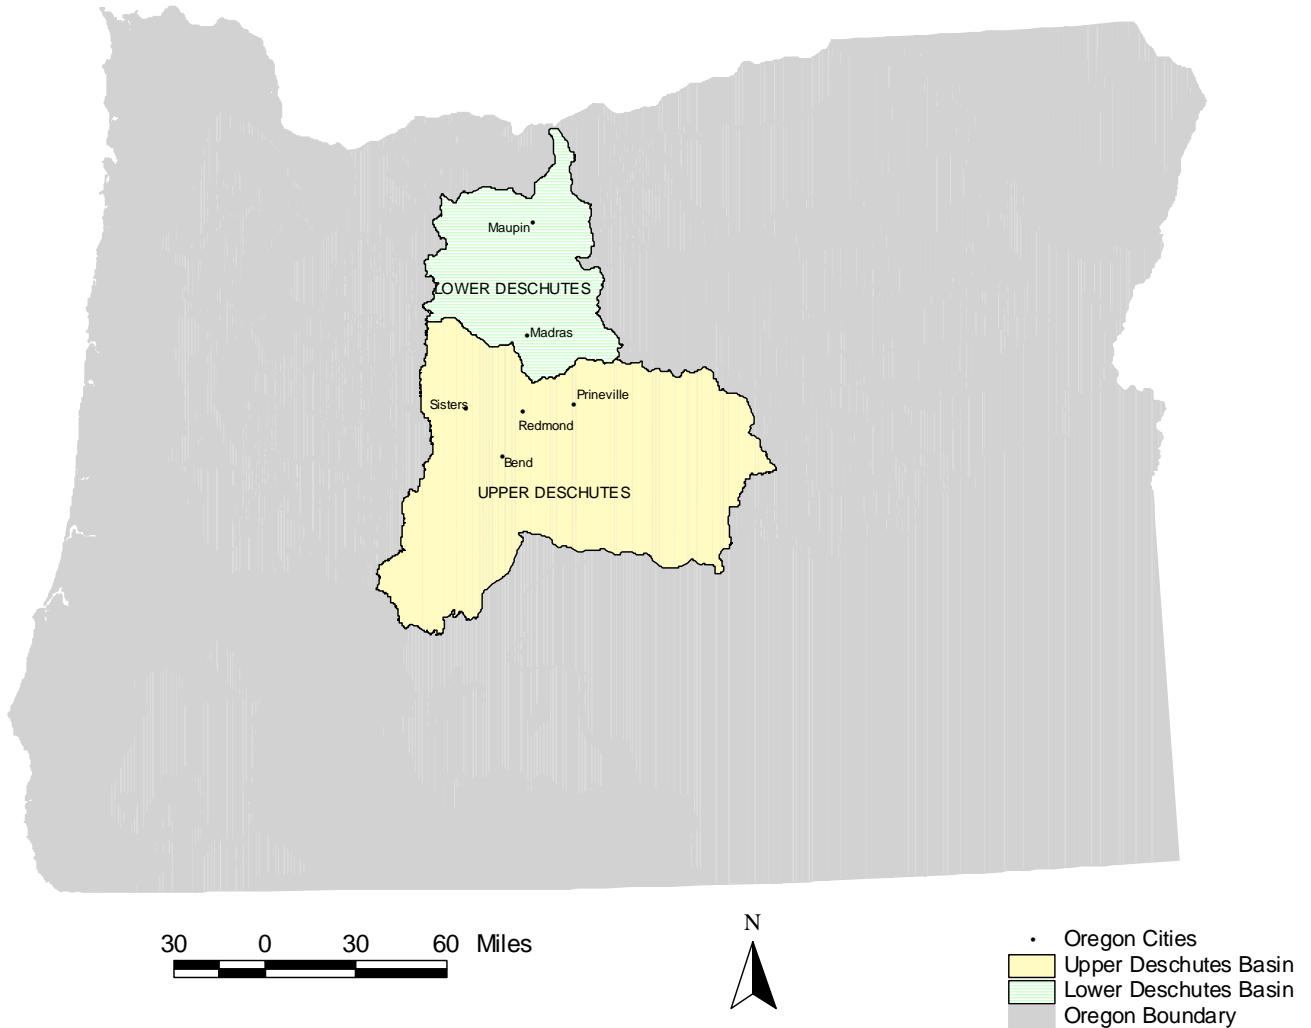 Maupin
LOWER DESCHUTES
Madras
Prineville
Sisters
Redmond
Bend
UPPER DESCHUTES
30 0 30 60 Miles
N
Oregon Cities
Upper Deschutes Basin
Lower Deschutes Basin
Oregon Boundary